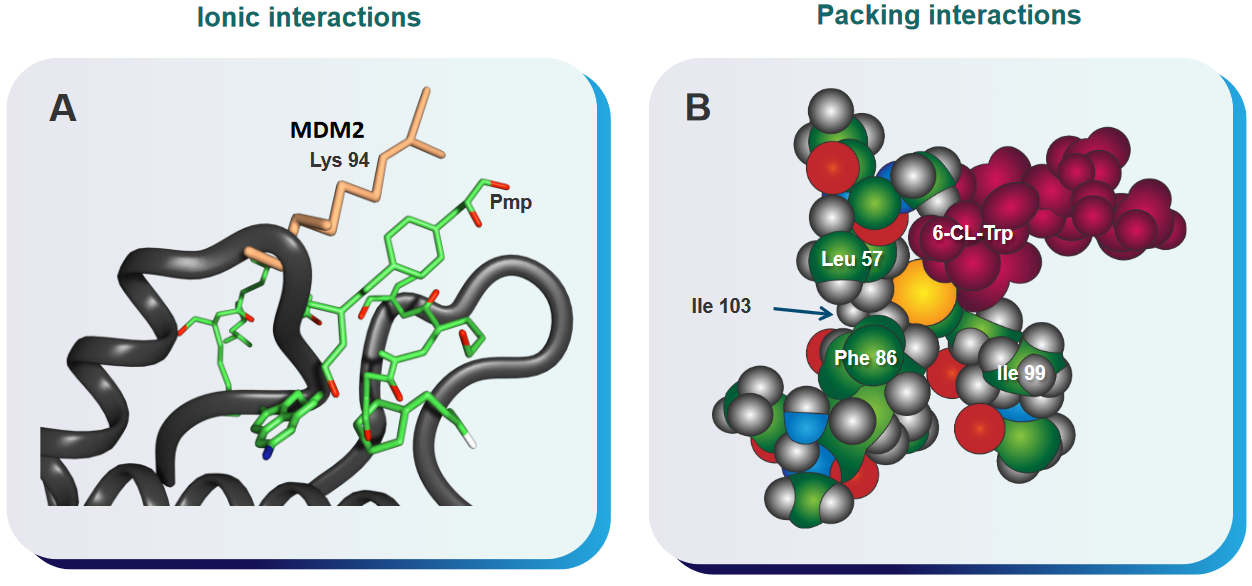 Ionic interactions
Packing interactions
A
MDM2
Lys 94
Pmp
B
6-CL-Trp
Leu 57
Ile 103
Phe 86
Ile 99